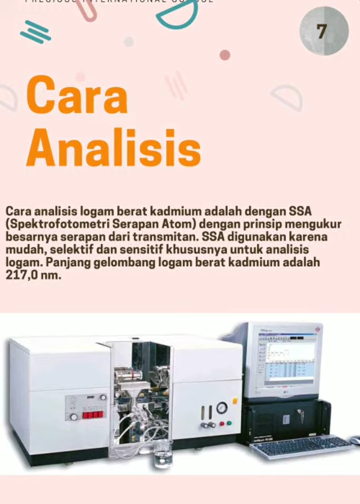 PRECIOUS INTERNATIONAL
7
Cara
Analisis
Cara analisis logam berat kadmium adalah dengan SSA
(Spektrofotometri Serapan Atom) dengan prinsip mengukur
besarnya serapan dari transmitan. SSA digunakan karena
mudah, selektif dan sensitif khususnya untuk analisis
logam. Panjang gelombang logam berat kadmium adalah
217,0 nm.